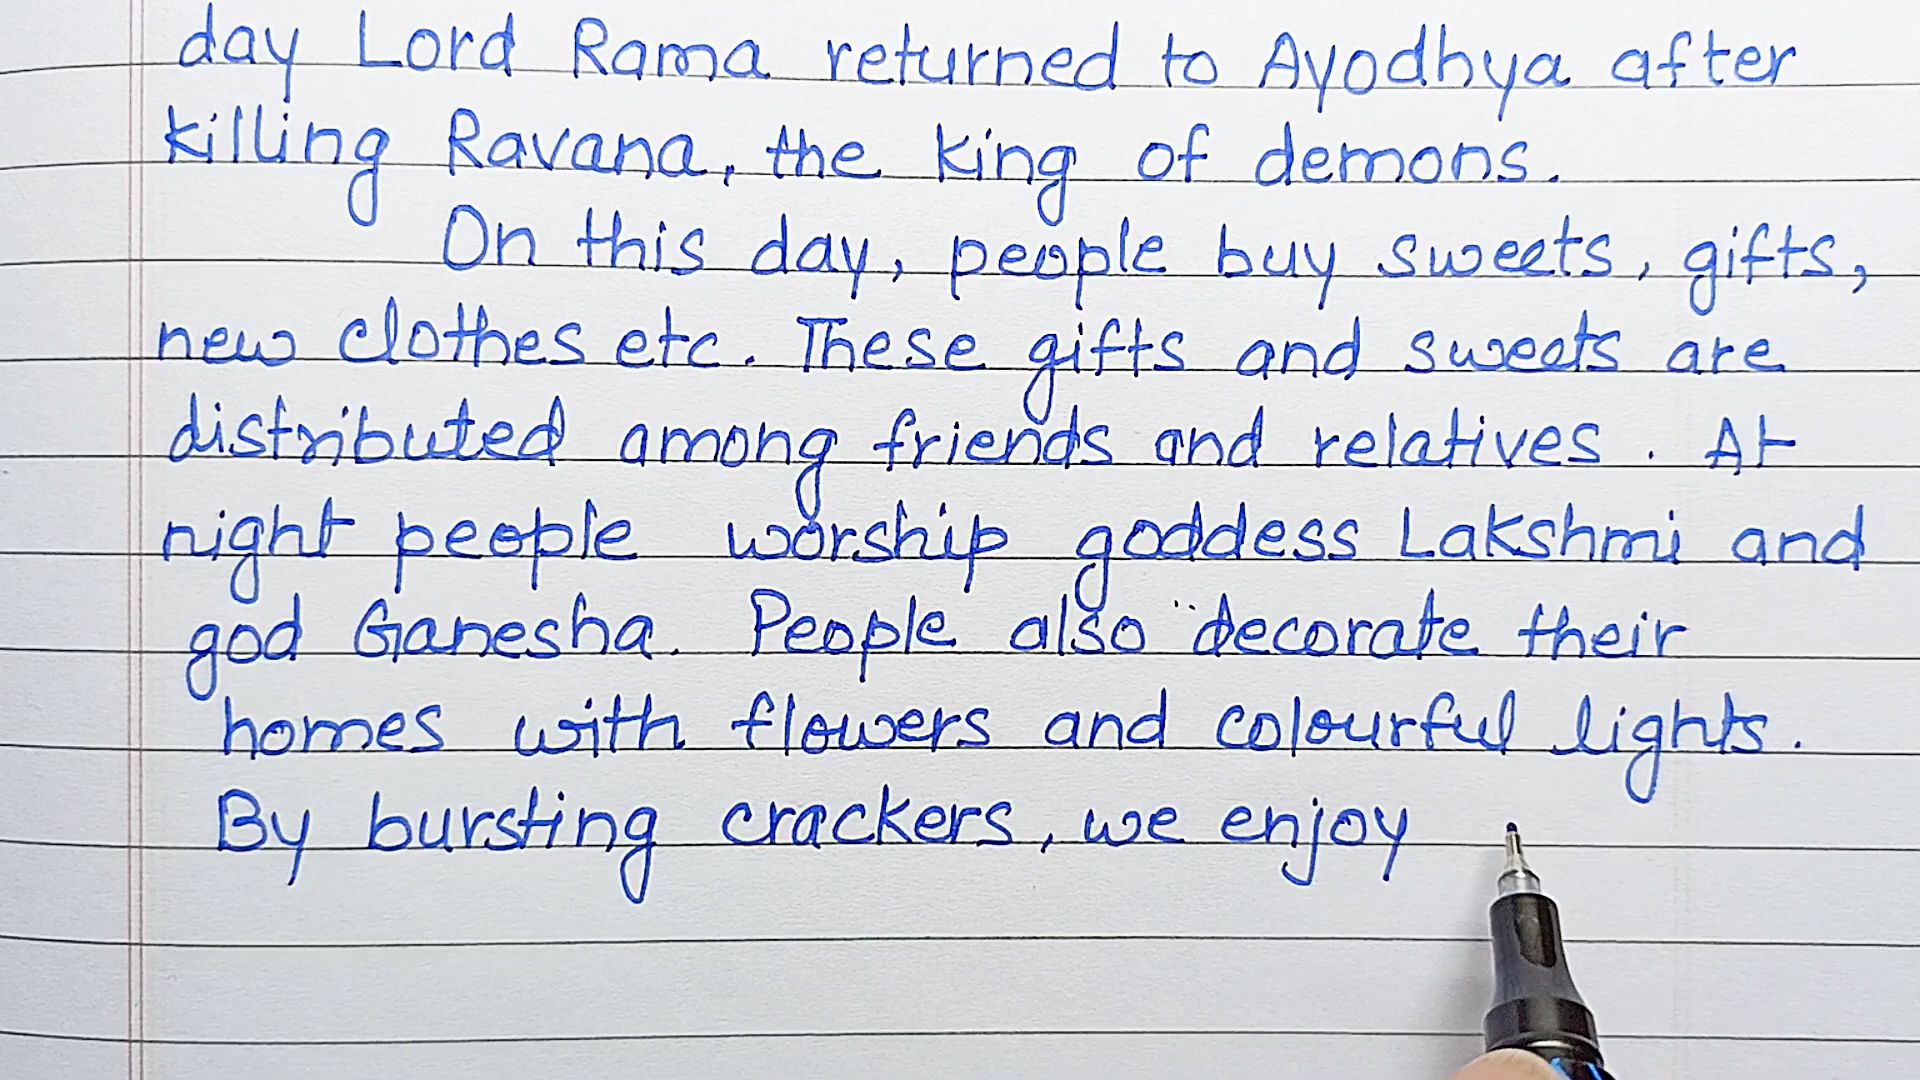 day Lord Rama returned to Ayodhya after
killing Ravana, the king of demons.
On this day, people buy sweets, gifts,
new clothes etc. These gifts and sweets are
distributed among friends and relatives. At
night people worship goddess Lakshmi and
god Ganesha. People also decorate their
homes with flowers and colourful lights.
By bursting crackers, we enjoy